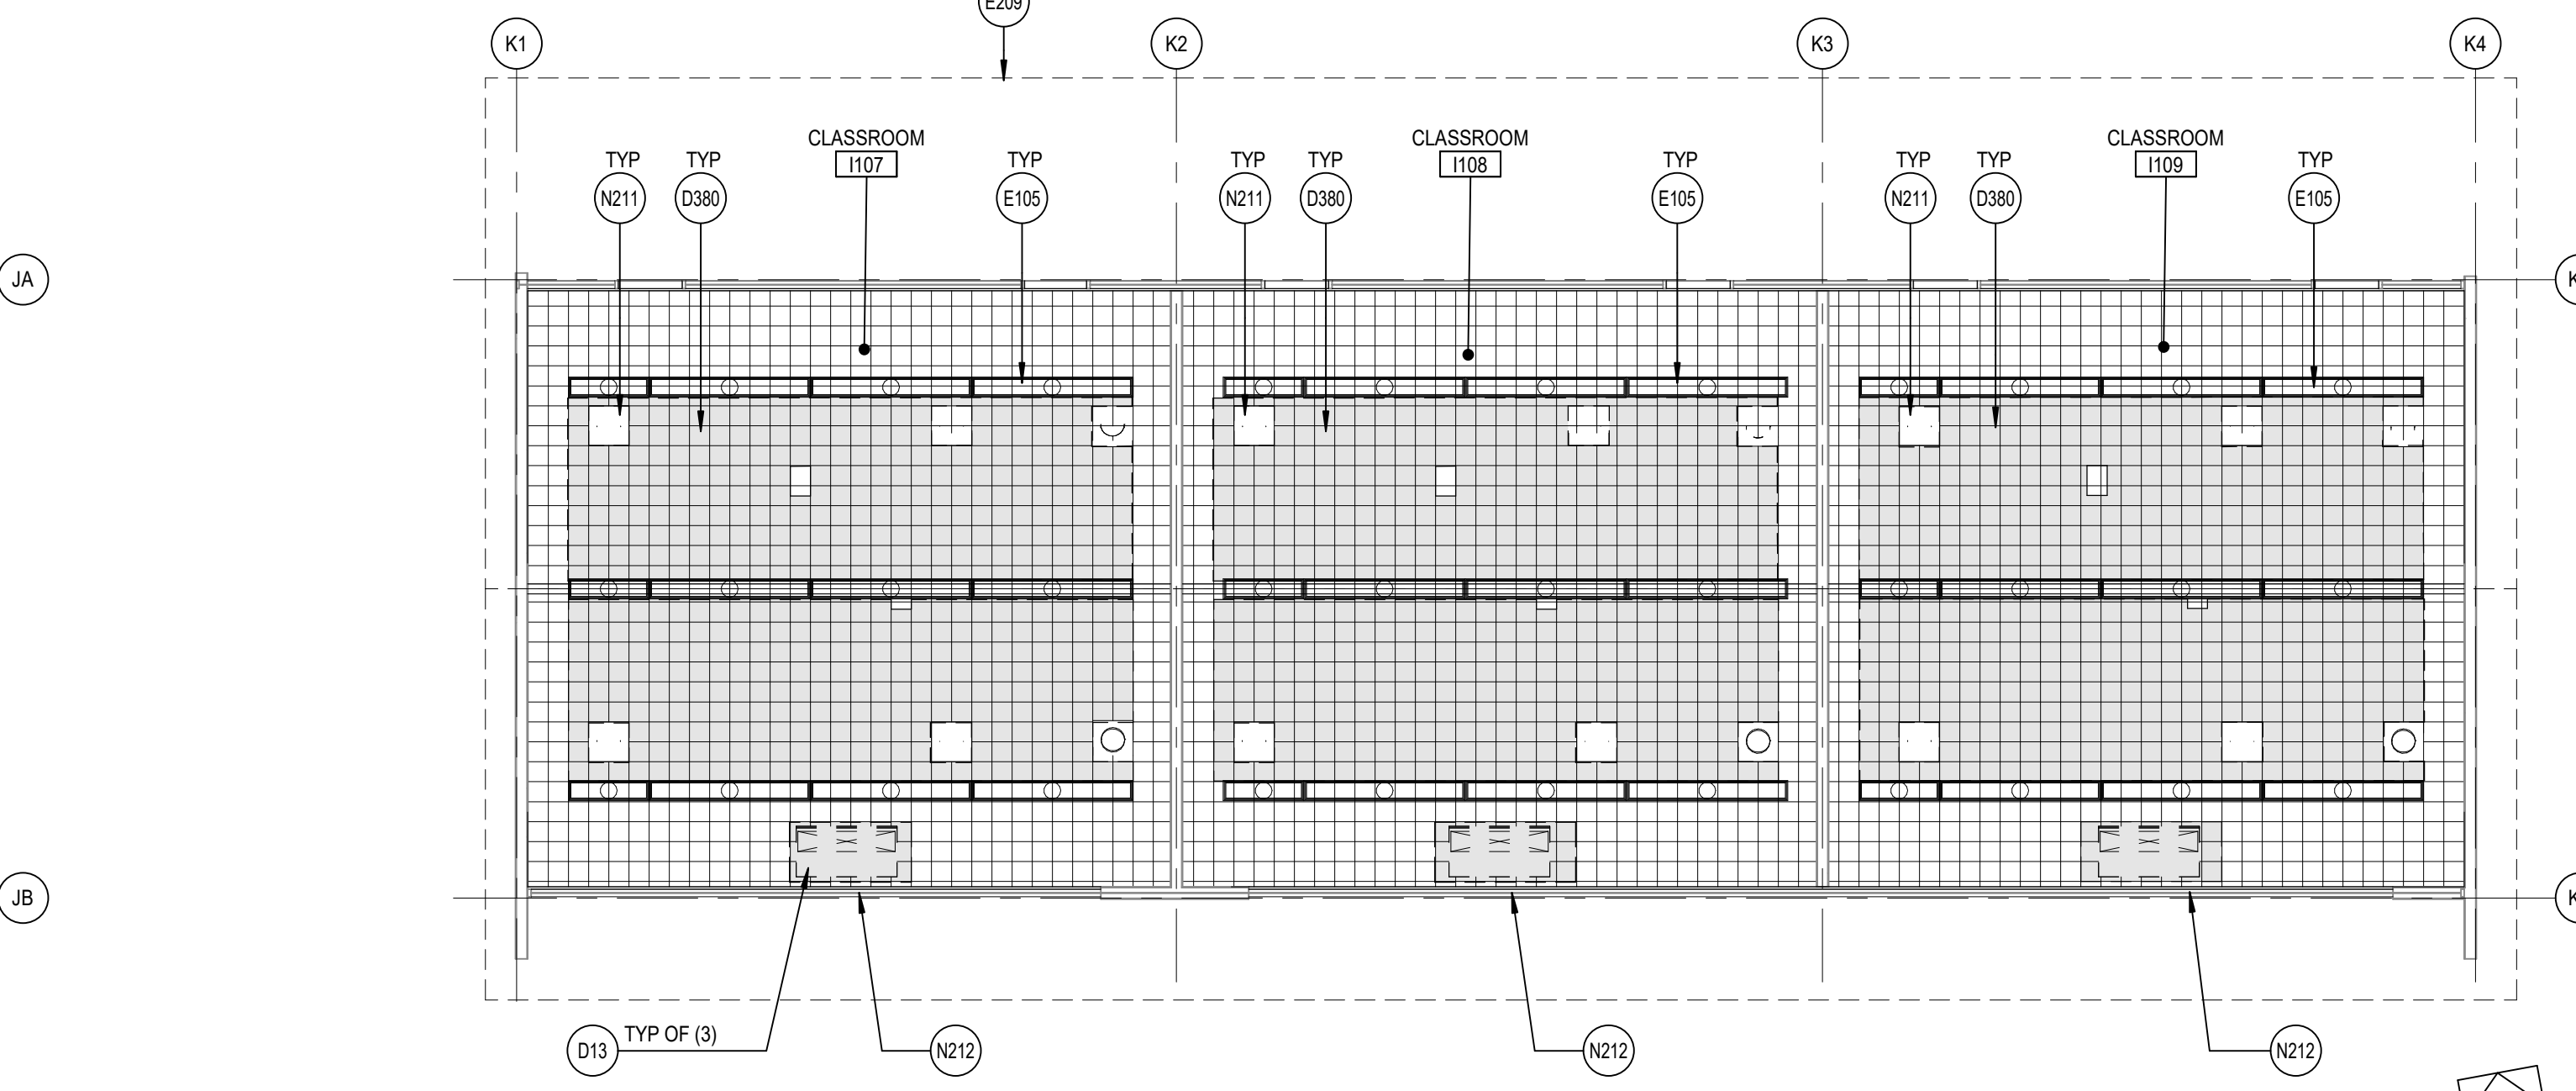 E209
K1
K2
K3
K4
CLASSROOM
I107
TYP
N211
TYP
D380
TYP
E105
CLASSROOM
I108
TYP
N211
TYP
D380
TYP
E105
CLASSROOM
I109
TYP
N211
TYP
D380
TYP
E105
JA
JB
D13 TYP OF (3)
N212
N212
N212